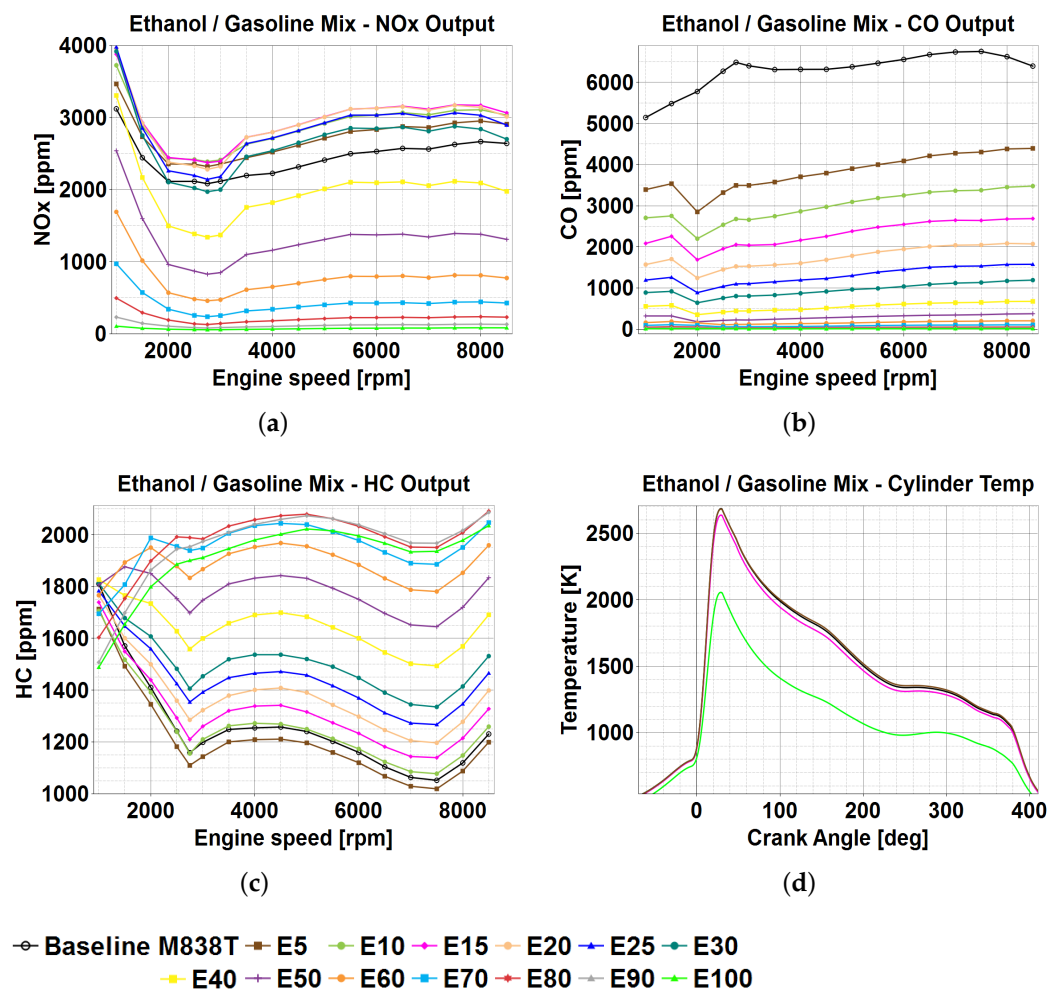 Ethanol / Gasoline Mix - NOx Output
NOx [ppm]
4000
3000
2000
1000
0
2000 4000 6000 8000
Engine speed [rpm]
(a)
Ethanol / Gasoline Mix - CO Output
CO [ppm]
6000
5000
4000
3000
2000
1000
0
2000 4000 6000 8000
Engine speed [rpm]
(b)
Ethanol / Gasoline Mix - HC Output
HC [ppm]
2000
1800
1600
1400
1200
1000
2000 4000 6000 8000
Engine speed [rpm]
(c)
Ethanol / Gasoline Mix - Cylinder Temp
Temperature [K]
2500
2000
1500
1000
0 100 200 300 400
Crank Angle [deg]
(d)
Baseline M838T E5 E10 E15 E20 E25 E30
E40 E50 E60 E70 E80 E90 E100